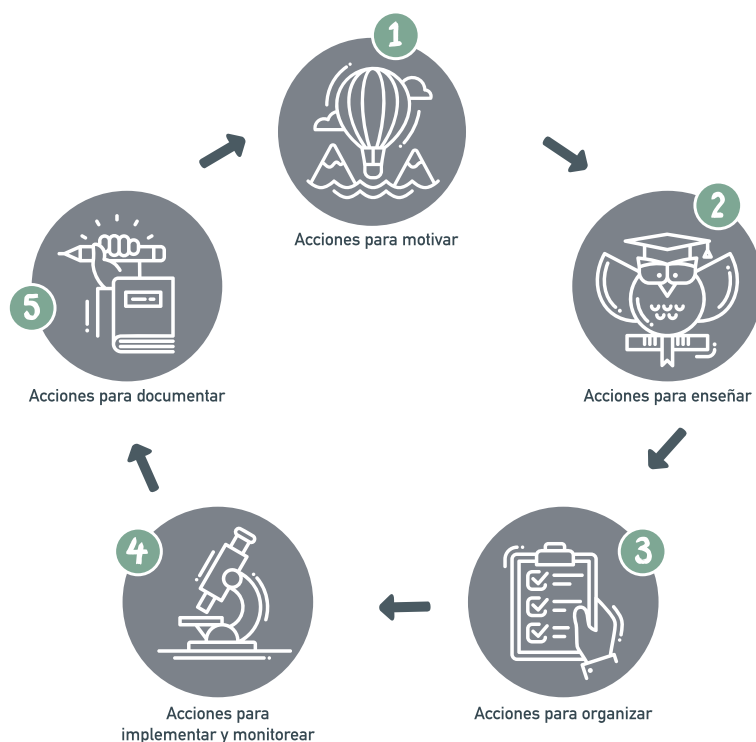 1
Acciones para motivar
2
Acciones para enseñar
3
Acciones para organizar
4
Acciones para
implementar y monitorear
5
Acciones para documentar